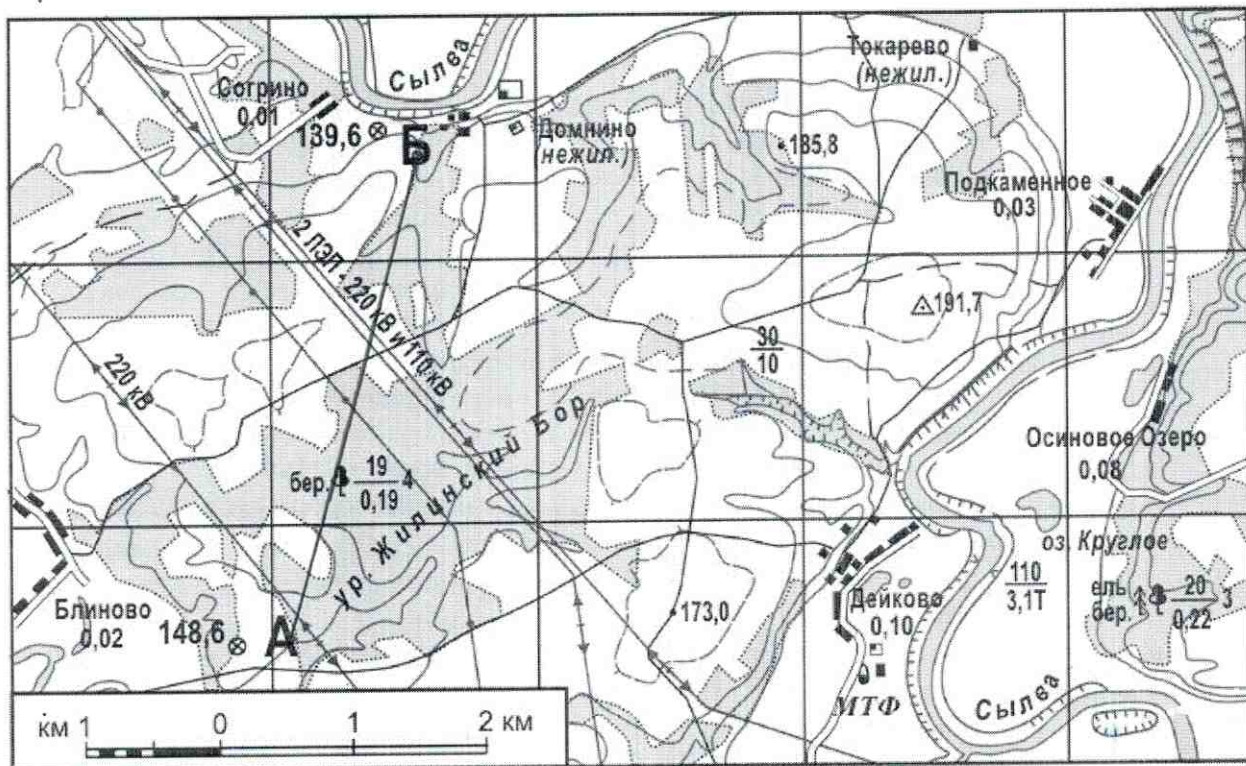 Сылва
Согрино
0,01
139,6
Б
Домнино
(нежил.)
Токарево
(нежил.)
185,8
Подкаменное
0,03
2 ЛЭП - 220 кВ и 110 кВ
220 кВ
191,7
30
10
бер. 19 4
0,19
ур. Жилинский Бор
Осиновое Озеро
0,08
оз. Круглое
Блиново
0,02
148,6
А
173,0
Дейково
0,10
110
3,1Т
ель
бер.
20
0,22
3
МТФ
Сылва
км 1 0 1 2 км